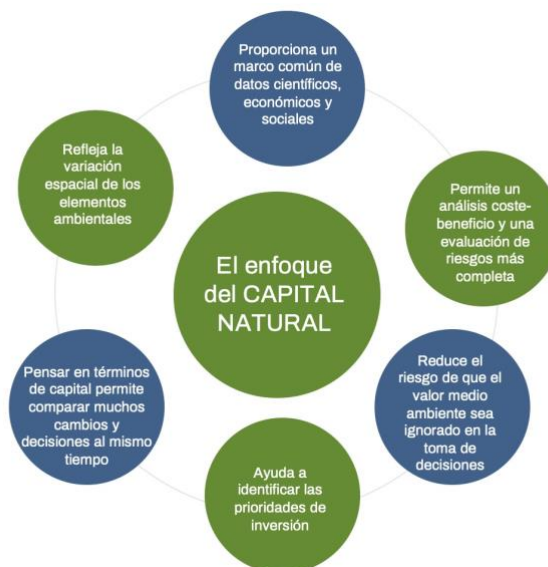 Proporciona un
marco común de
datos científicos,
económicos y
sociales
Permite un
análisis coste-
beneficio y una
evaluación de
riesgos más
completa
Reduce el
riesgo de que el
valor medio
ambiente sea
ignorado en la
toma de
decisiones
Ayuda a
identificar las
prioridades de
inversión
Pensar en términos
de capital permite
comparar muchos
cambios y
decisiones al mismo
tiempo
Refleja la
variación
espacial de los
elementos
ambientales
El enfoque
del CAPITAL
NATURAL